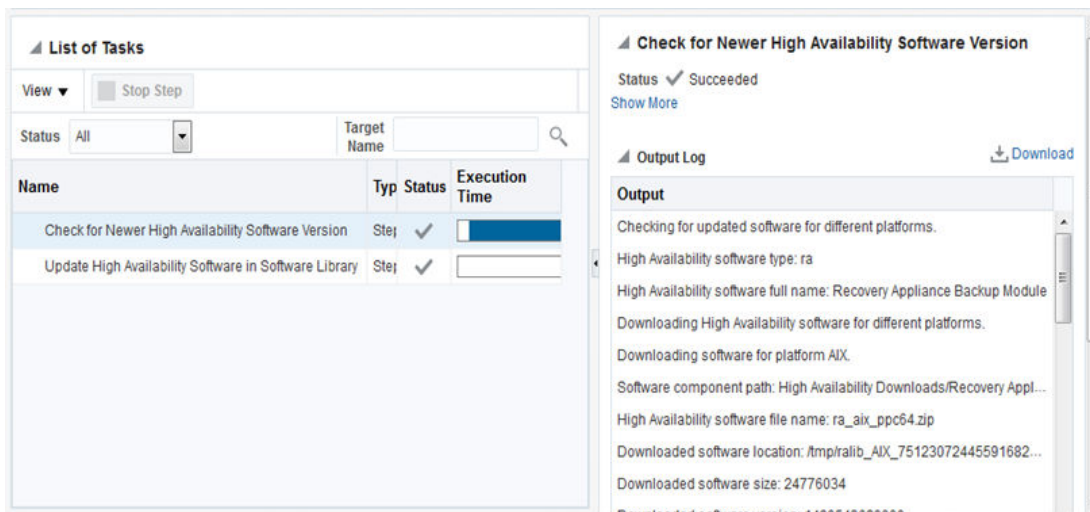 List of Tasks
View
Stop Step
Status All
Target Name
Name Typ Status Execution Time
Check for Newer High Availability Software Version Step
Update High Availability Software in Software Library Step
Check for Newer High Availability Software Version
Status Succeeded
Show More
Output Log
Download
Output
Checking for updated software for different platforms.
High Availability software type: ra
High Availability software full name: Recovery Appliance Backup Module
Downloading High Availability software for different platforms.
Downloading software for platform AIX.
Software component path: High Availability Downloads/Recovery Appl...
High Availability software file name: ra_aix_ppc64.zip
Downloaded software location: /tmp/ralib_AIX_75123072445591682...
Downloaded software size: 24776034